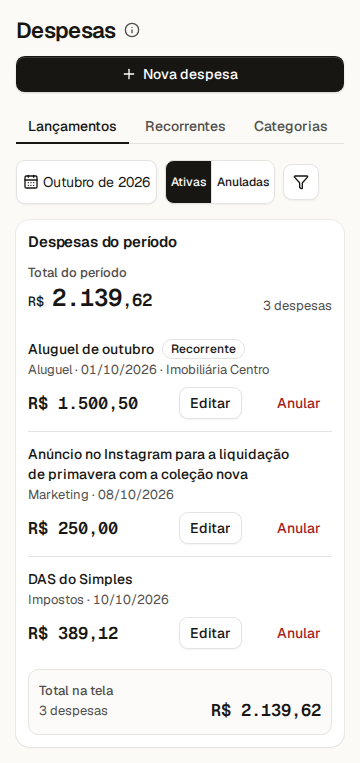 Despesas
Nova despesa
Lançamentos Recorrentes Categorias
Outubro de 2026 Ativas Anuladas
Despesas do período
Total do período
R$ 2.139,62 3 despesas
Aluguel de outubro Recorrente
Aluguel · 01/10/2026 · Imobiliária Centro
R$ 1.500,50 Editar Anular
Anúncio no Instagram para a liquidação
de primavera com a coleção nova
Marketing · 08/10/2026
R$ 250,00 Editar Anular
DAS do Simples
Impostos · 10/10/2026
R$ 389,12 Editar Anular
Total na tela
3 despesas R$ 2.139,62